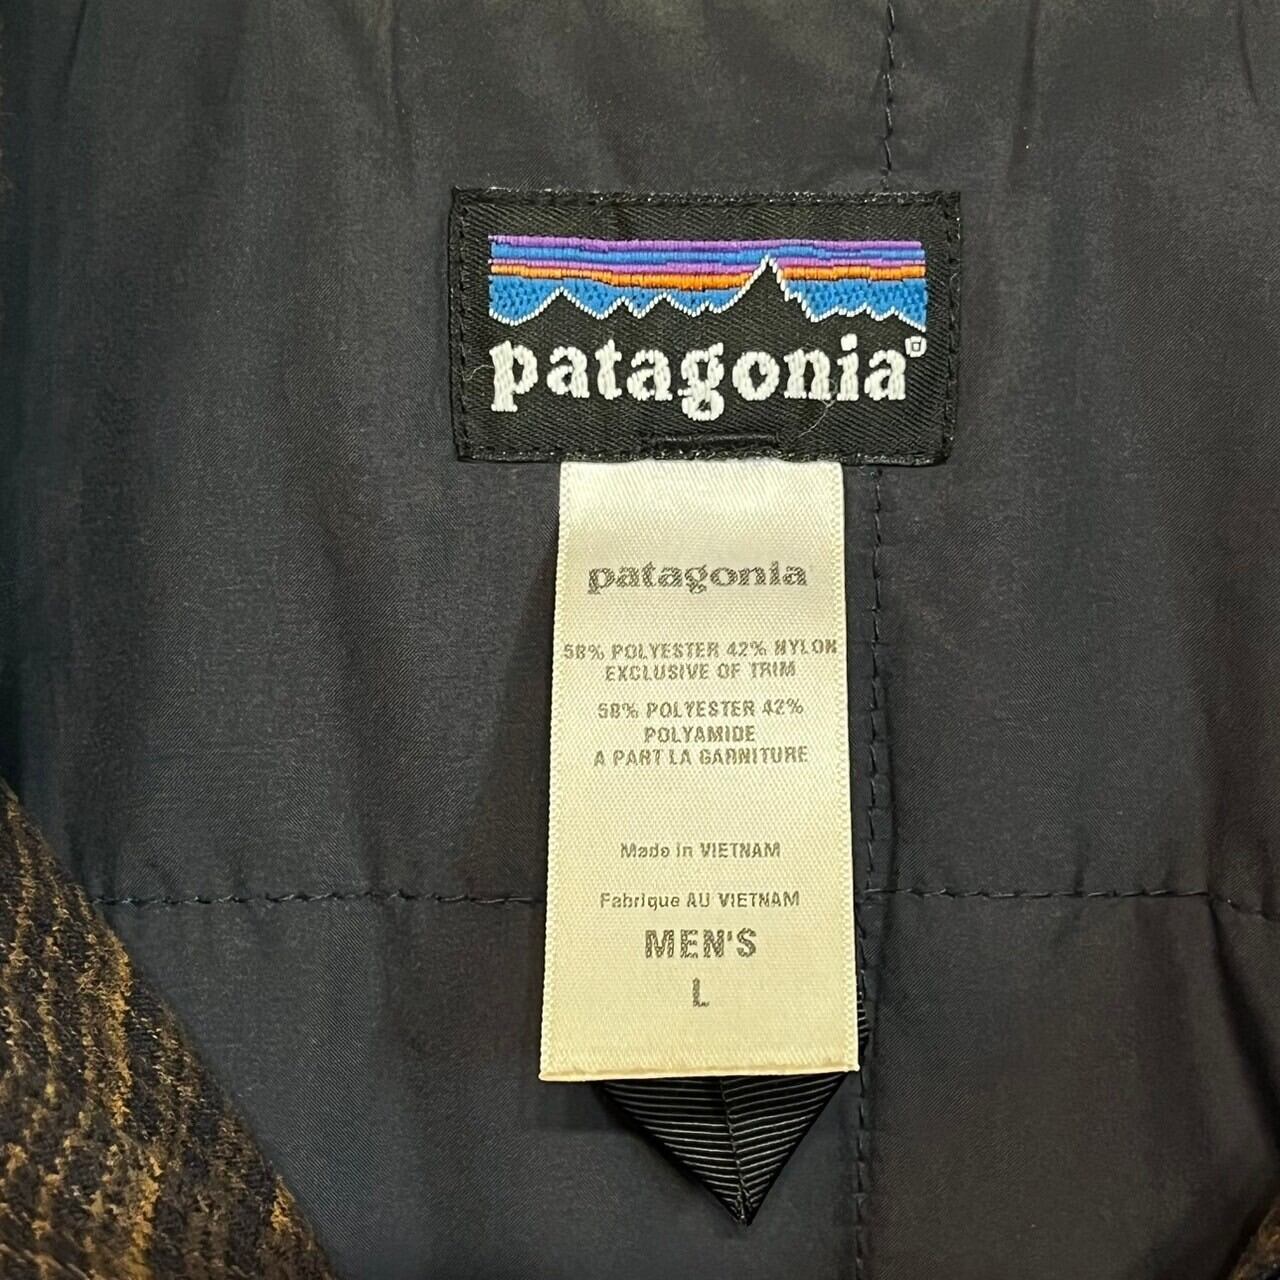 patagonia®
patagonia
58% POLYESTER 42% NYLON
EXCLUSIVE OF TRIM
58% POLYESTER 42%
POLYAMIDE
A PART LA GARNITURE
Made in VIETNAM
Fabrique AU VIETNAM
MEN'S
L